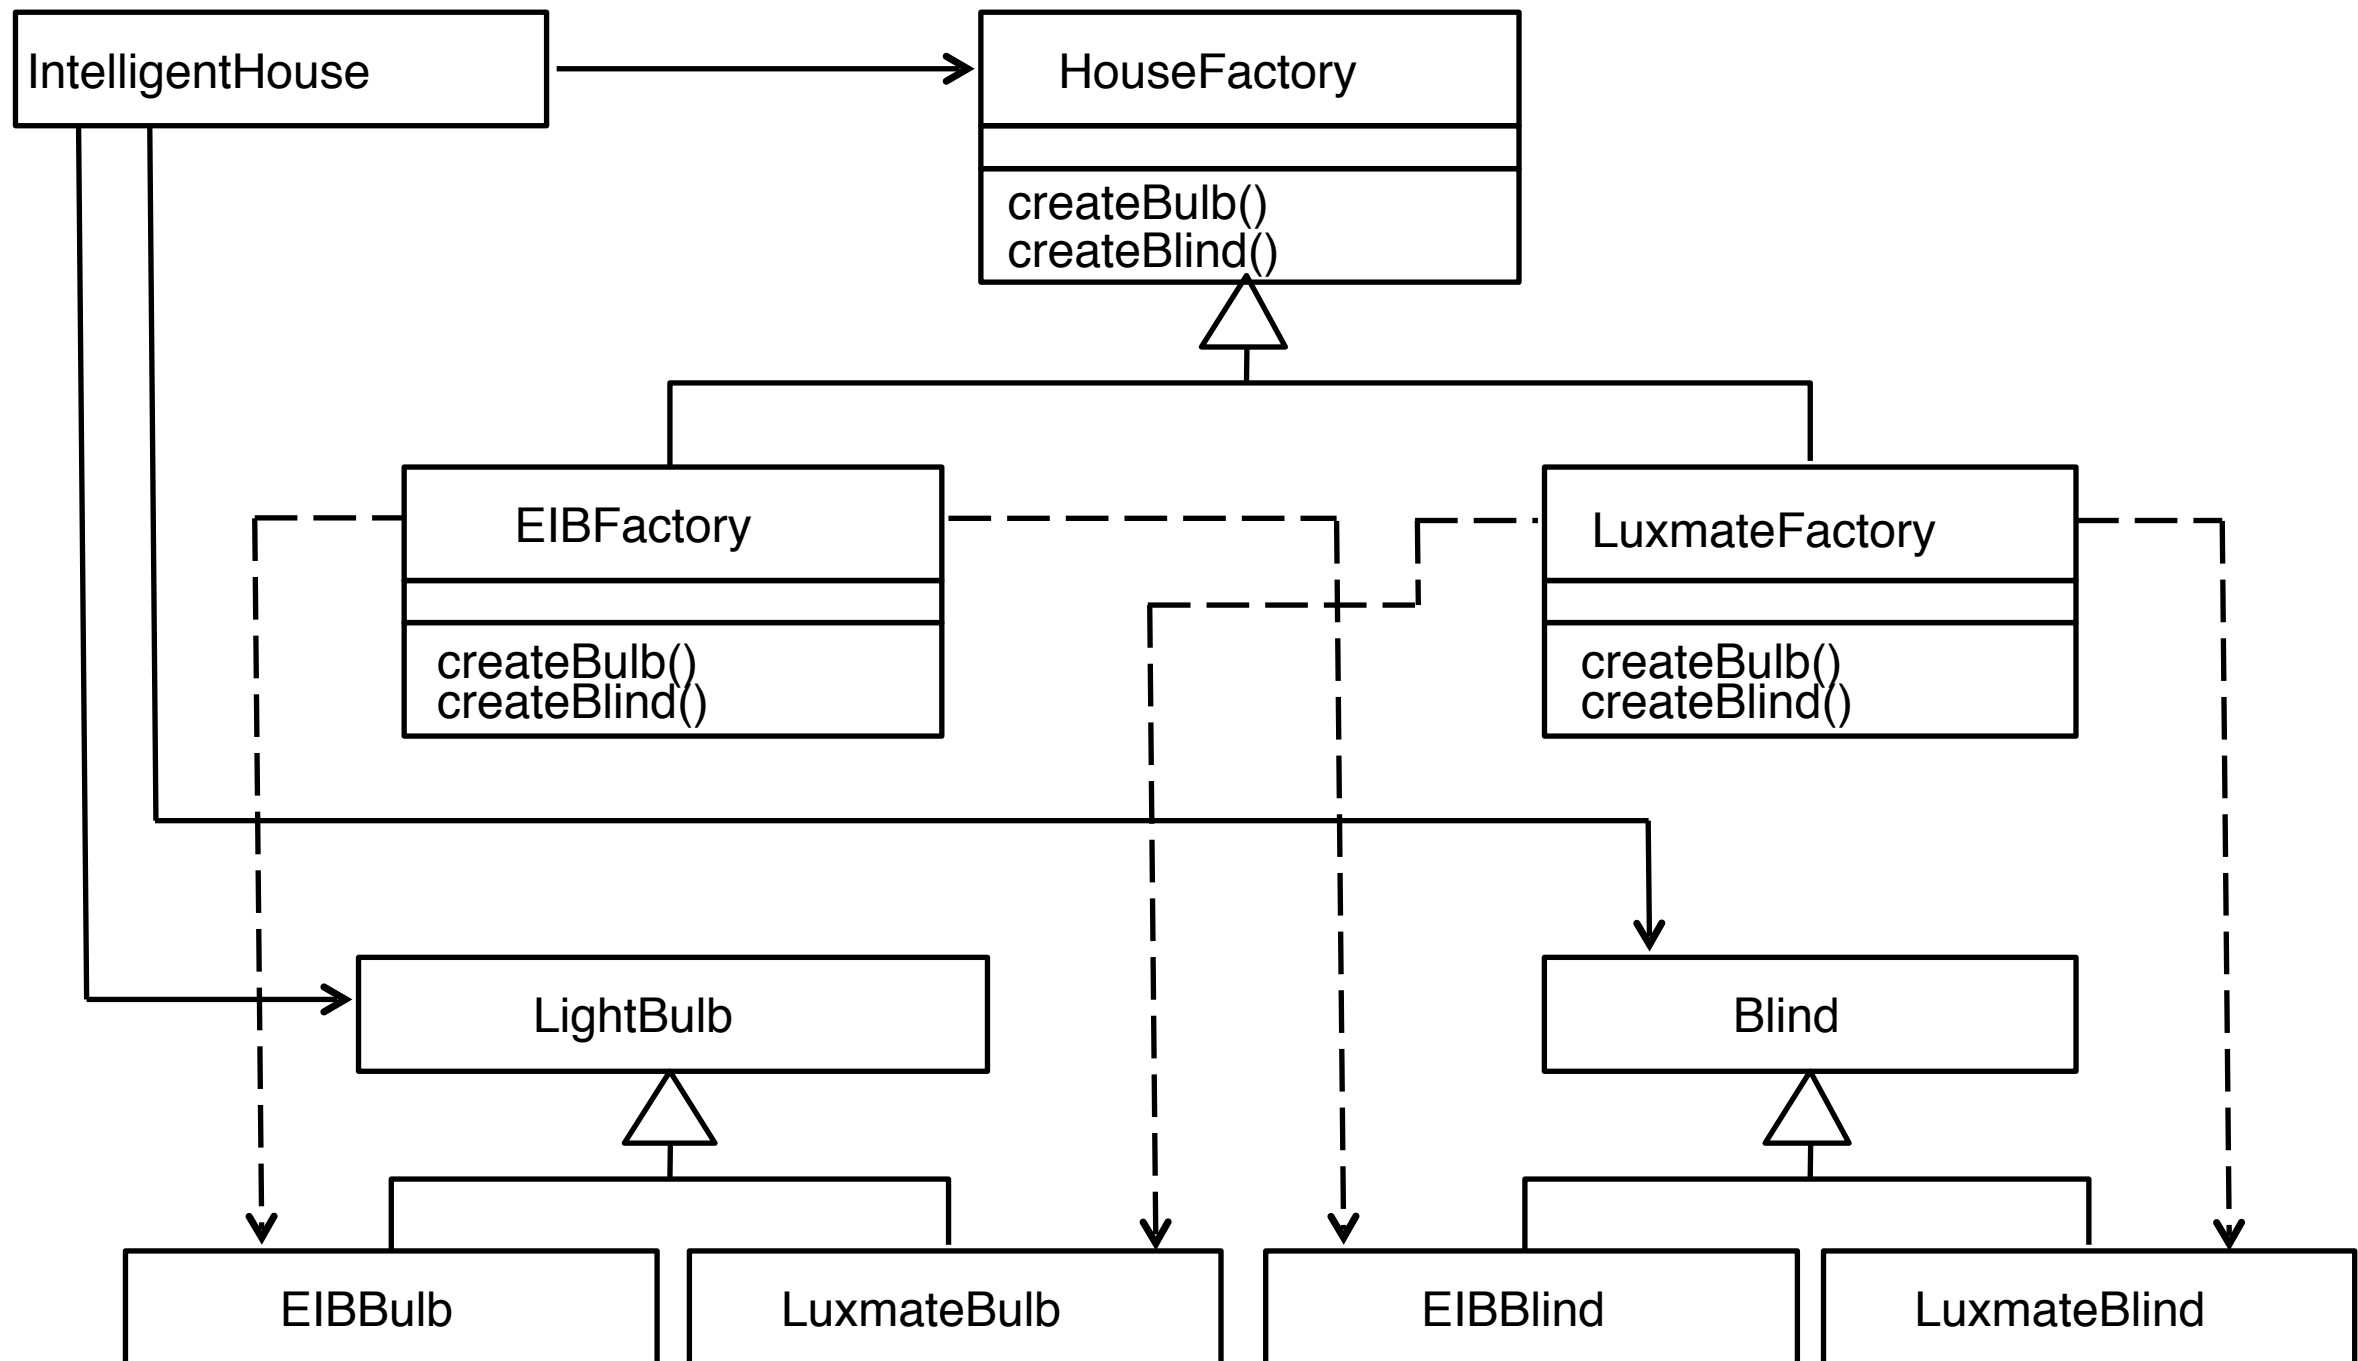 IntelligentHouse
HouseFactory
createBulb()
createBlind()
EIBFactory
createBulb()
createBlind()
LuxmateFactory
createBulb()
createBlind()
LightBulb
Blind
EIBBulb
LuxmateBulb
EIBBlind
LuxmateBlind